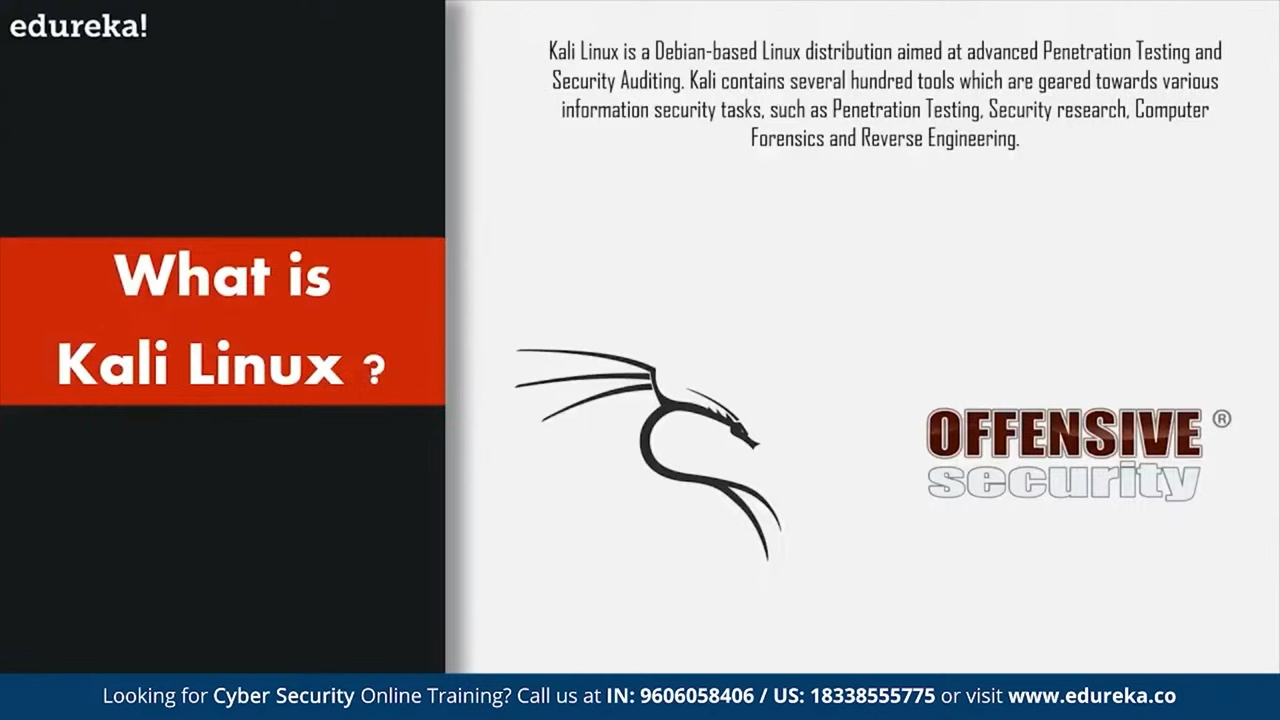 edureka!
Kali Linux is a Debian-based Linux distribution aimed at advanced Penetration Testing and
Security Auditing. Kali contains several hundred tools which are geared towards various
information security tasks, such as Penetration Testing, Security research, Computer
Forensics and Reverse Engineering.
What is
Kali Linux ?
OFFENSIVE ®
security
Looking for Cyber Security Online Training? Call us at IN: 9606058406 / US: 18338555775 or visit www.edureka.co